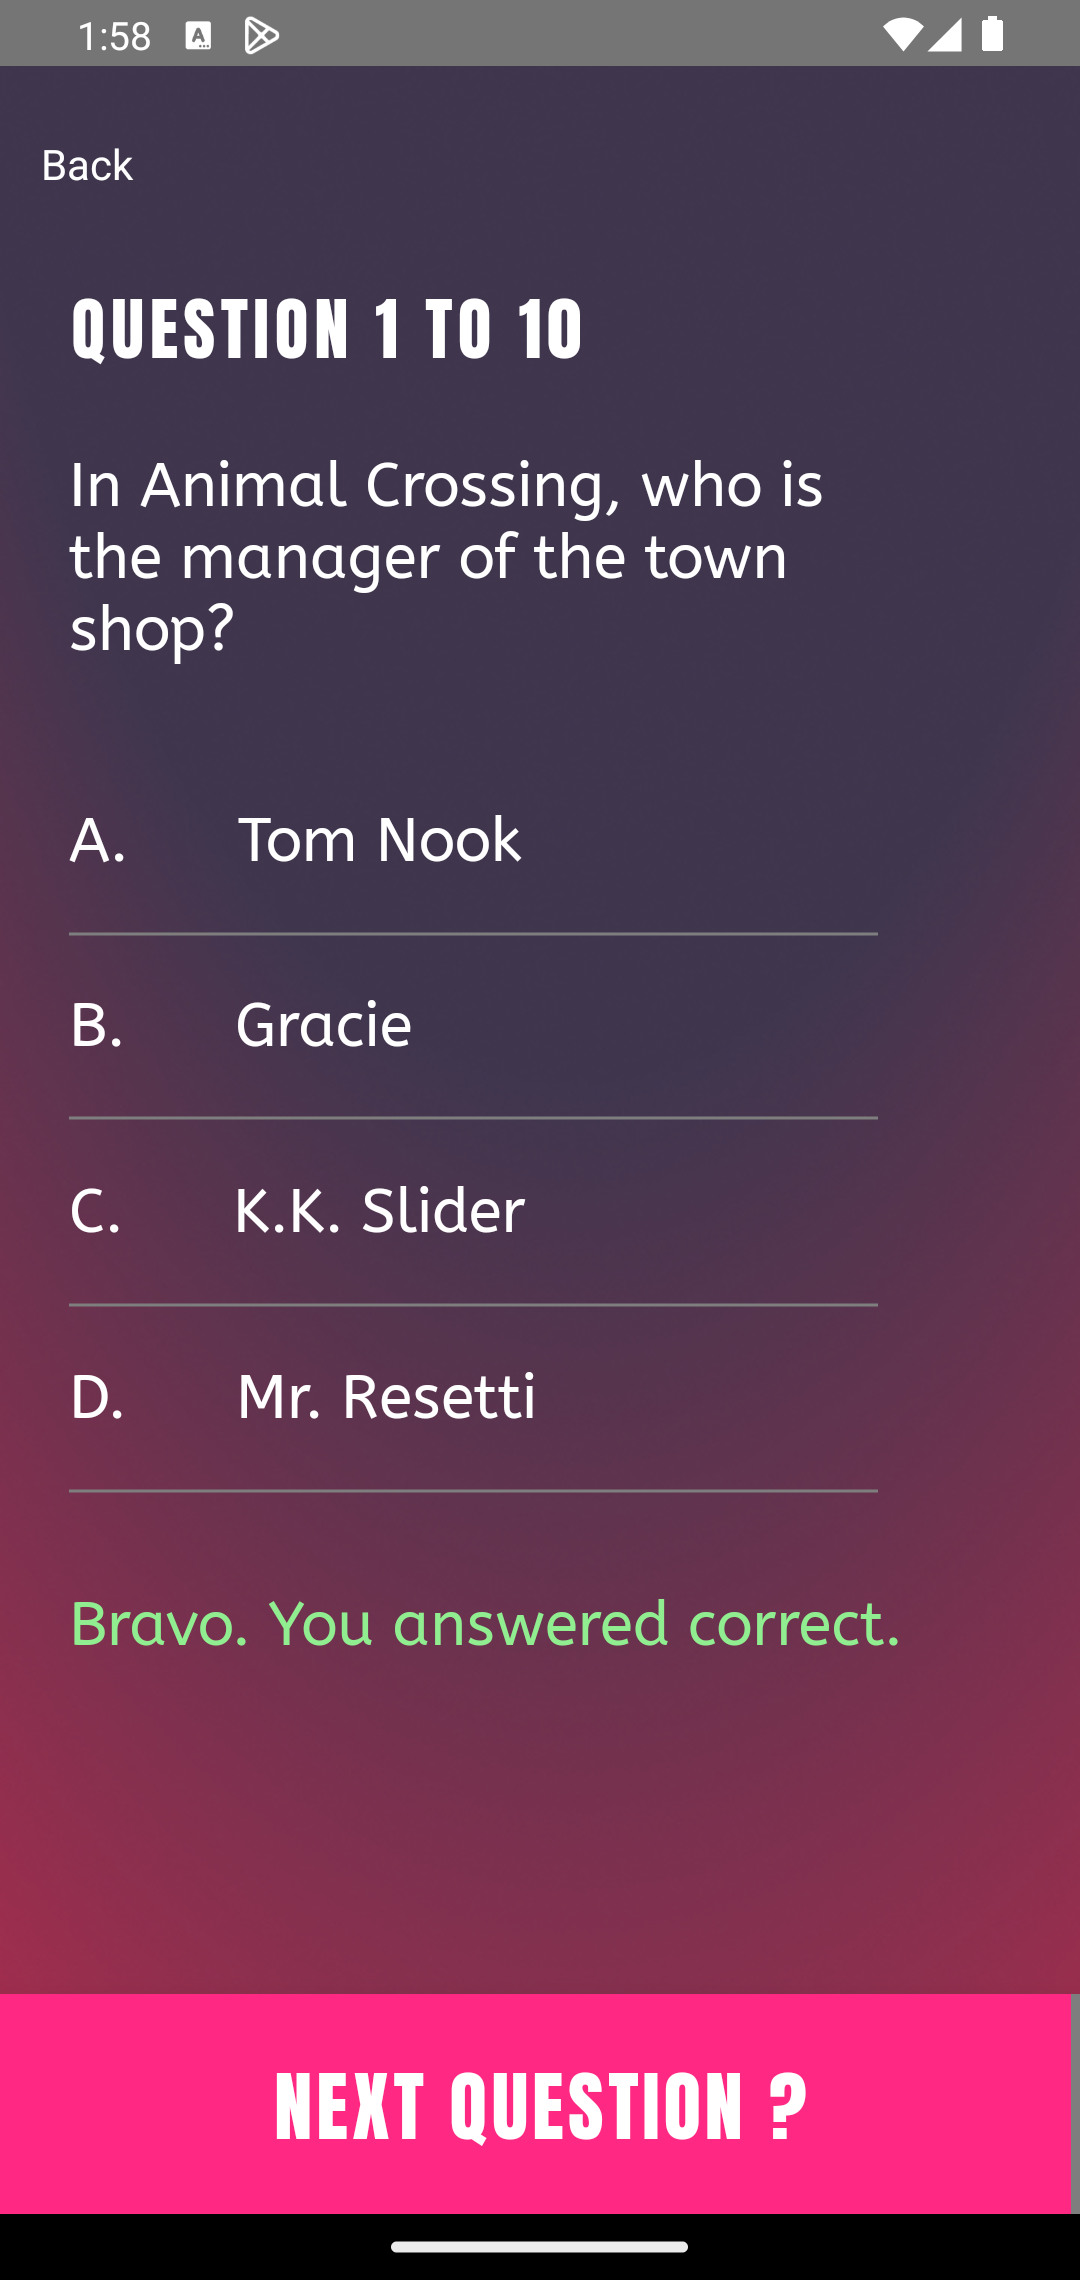 1:58
Back
QUESTION 1 TO 10
In Animal Crossing, who is
the manager of the town
shop?
A. Tom Nook
B. Gracie
C. K.K. Slider
D. Mr. Resetti
Bravo. You answered correct.
NEXT QUESTION ?